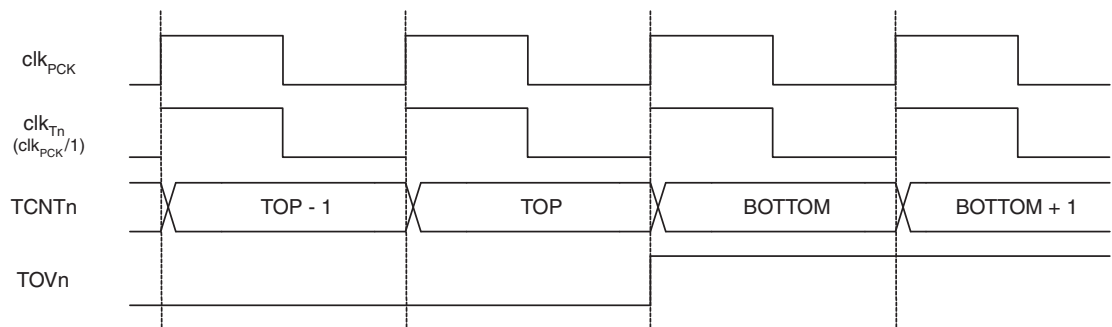 clkPCK
clkTn
(clkPCK/1)
TCNTn TOP - 1 TOP BOTTOM BOTTOM + 1
TOVn